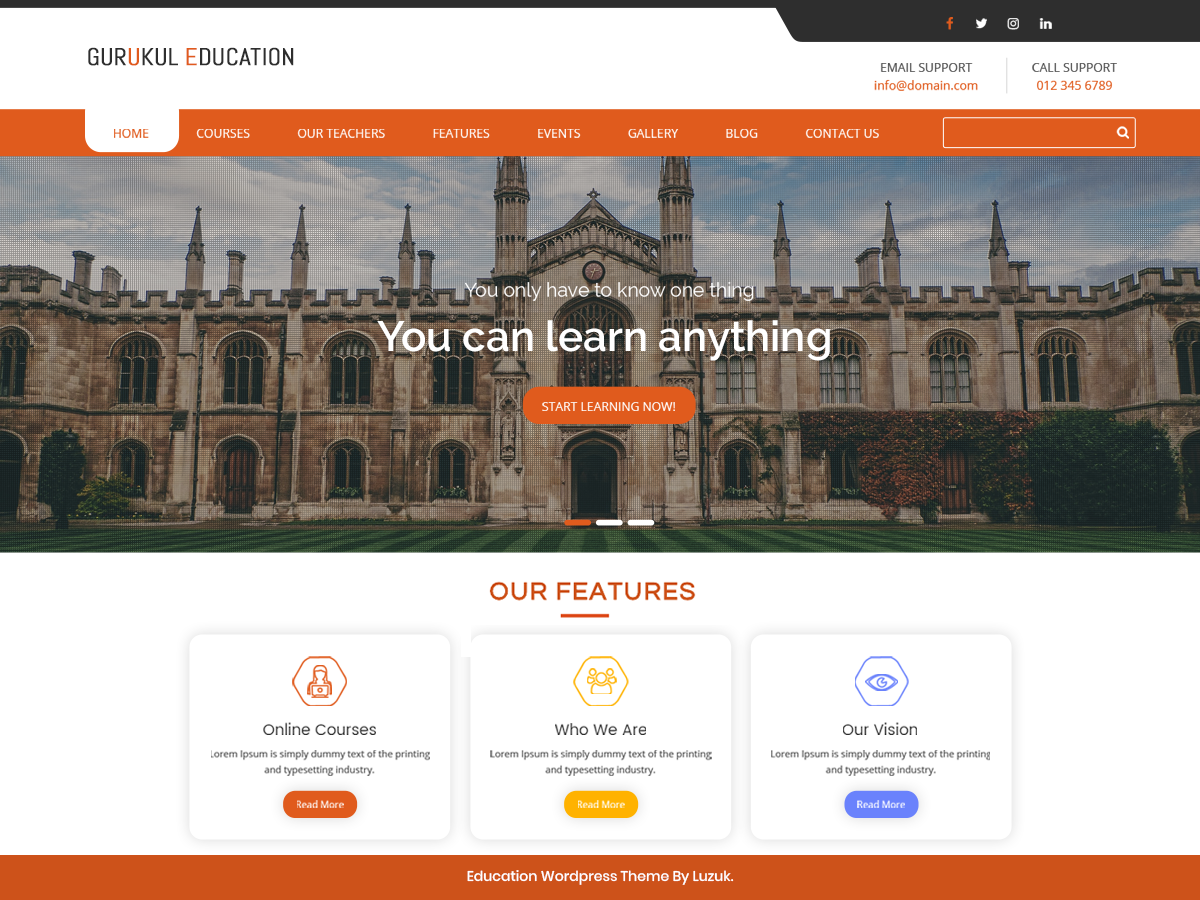 GURUKUL EDUCATION
EMAIL SUPPORT
info@domain.com
CALL SUPPORT
012 345 6789
HOME COURSES OUR TEACHERS FEATURES EVENTS GALLERY BLOG CONTACT US
You only have to know one thing
You can learn anything
START LEARNING NOW!
OUR FEATURES
Online Courses
Lorem Ipsum is simply dummy text of the printing
and typesetting industry.
Read More
Who We Are
Lorem Ipsum is simply dummy text of the printing
and typesetting industry.
Read More
Our Vision
Lorem Ipsum is simply dummy text of the printing
and typesetting industry.
Read More
Education Wordpress Theme By Luzuk.